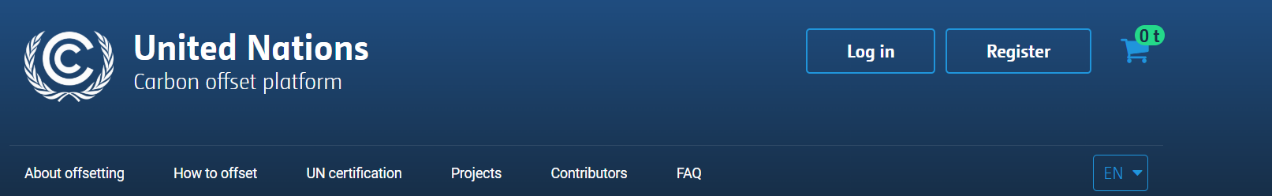 United Nations
Carbon offset platform
Log in
Register
0 t
About offsetting
How to offset
UN certification
Projects
Contributors
FAQ
EN